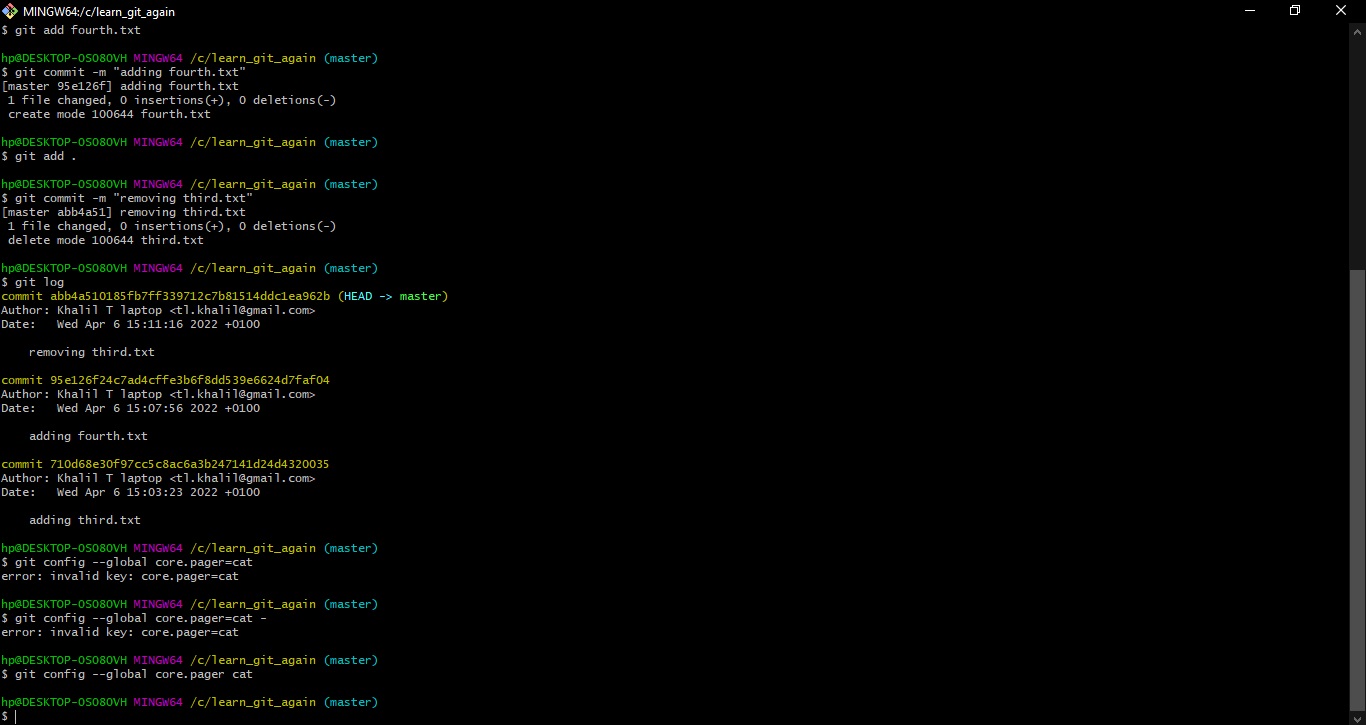 MINGW64:/c/learn_git_again
$ git add fourth.txt
hp@DESKTOP-OSO8OVH MINGW64 /c/learn_git_again (master)
$ git commit -m "adding fourth.txt"
[master 95e126f] adding fourth.txt
 1 file changed, 0 insertions(+), 0 deletions(-)
 create mode 100644 fourth.txt
hp@DESKTOP-OSO8OVH MINGW64 /c/learn_git_again (master)
$ git add .
hp@DESKTOP-OSO8OVH MINGW64 /c/learn_git_again (master)
$ git commit -m "removing third.txt"
[master abb4a51] removing third.txt
 1 file changed, 0 insertions(+), 0 deletions(-)
 delete mode 100644 third.txt
hp@DESKTOP-OSO8OVH MINGW64 /c/learn_git_again (master)
$ git log
commit abb4a510185fb7ff339712c7b81514ddc1ea962b (HEAD -> master)
Author: Khalil T laptop <tl.khalil@gmail.com>
Date:   Wed Apr 6 15:11:16 2022 +0100
    removing third.txt
commit 95e126f24c7ad4cffe3b6f8dd539e6624d7faf04
Author: Khalil T laptop <tl.khalil@gmail.com>
Date:   Wed Apr 6 15:07:56 2022 +0100
    adding fourth.txt
commit 710d68e30f97cc5c8ac6a3b247141d24d4320035
Author: Khalil T laptop <tl.khalil@gmail.com>
Date:   Wed Apr 6 15:03:23 2022 +0100
    adding third.txt
hp@DESKTOP-OSO8OVH MINGW64 /c/learn_git_again (master)
$ git config --global core.pager=cat
error: invalid key: core.pager=cat
hp@DESKTOP-OSO8OVH MINGW64 /c/learn_git_again (master)
$ git config --global core.pager=cat -
error: invalid key: core.pager=cat
hp@DESKTOP-OSO8OVH MINGW64 /c/learn_git_again (master)
$ git config --global core.pager cat
hp@DESKTOP-OSO8OVH MINGW64 /c/learn_git_again (master)
$